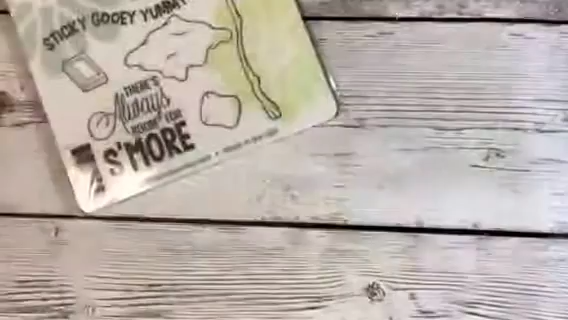 STICKY GOOEY YUMMY
THERE'S
Always
ROOM FOR
S'MORE